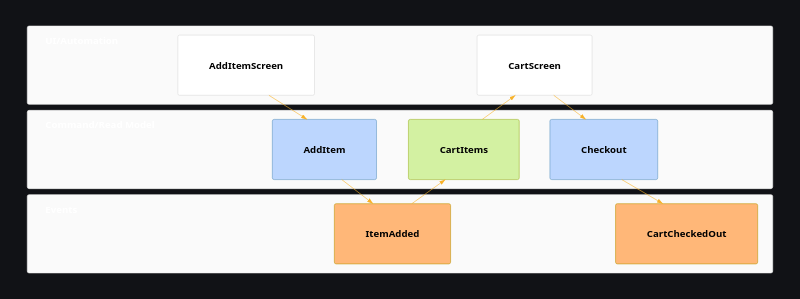 AddItemScreen
CartScreen
AddItem
CartItems
Checkout
ItemAdded
CartCheckedOut